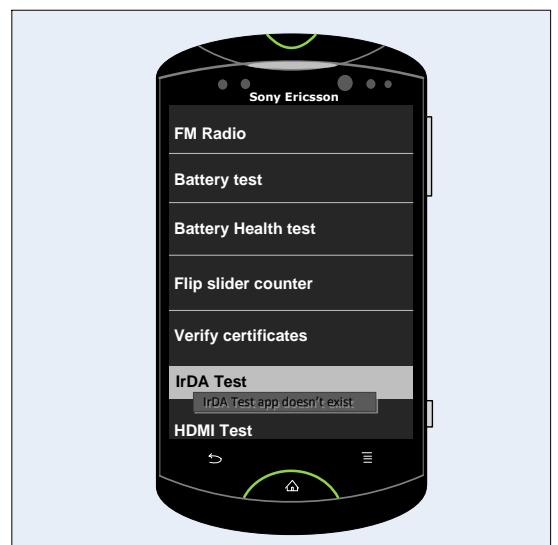 Sony Ericsson
FM Radio
Battery test
Battery Health test
Flip slider counter
Verify certificates
IrDA Test
IrDA Test app doesn't exist
HDMI Test